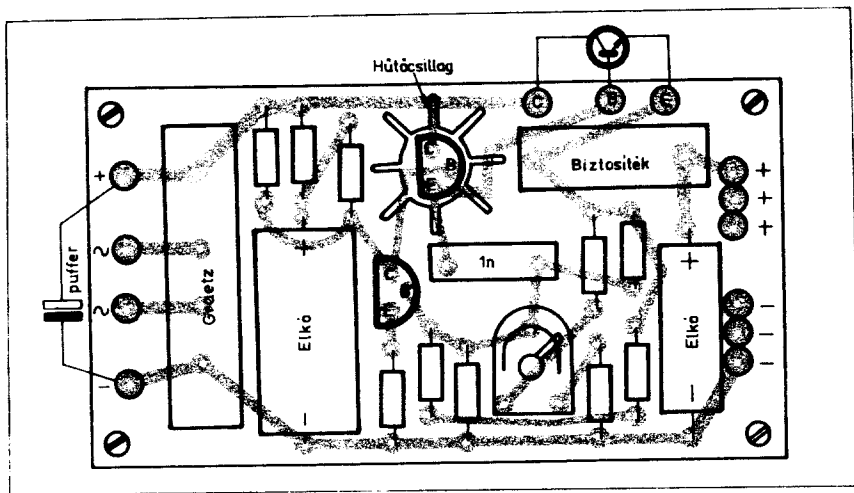 Hűtőcsillag
C
B
E
C
B
E
Biztosíték
+
+
+
+
∿
∿
−
puffer
Graetz
+
Elkó
−
1n
C
B
E
+
Elkó
−
−
−
−